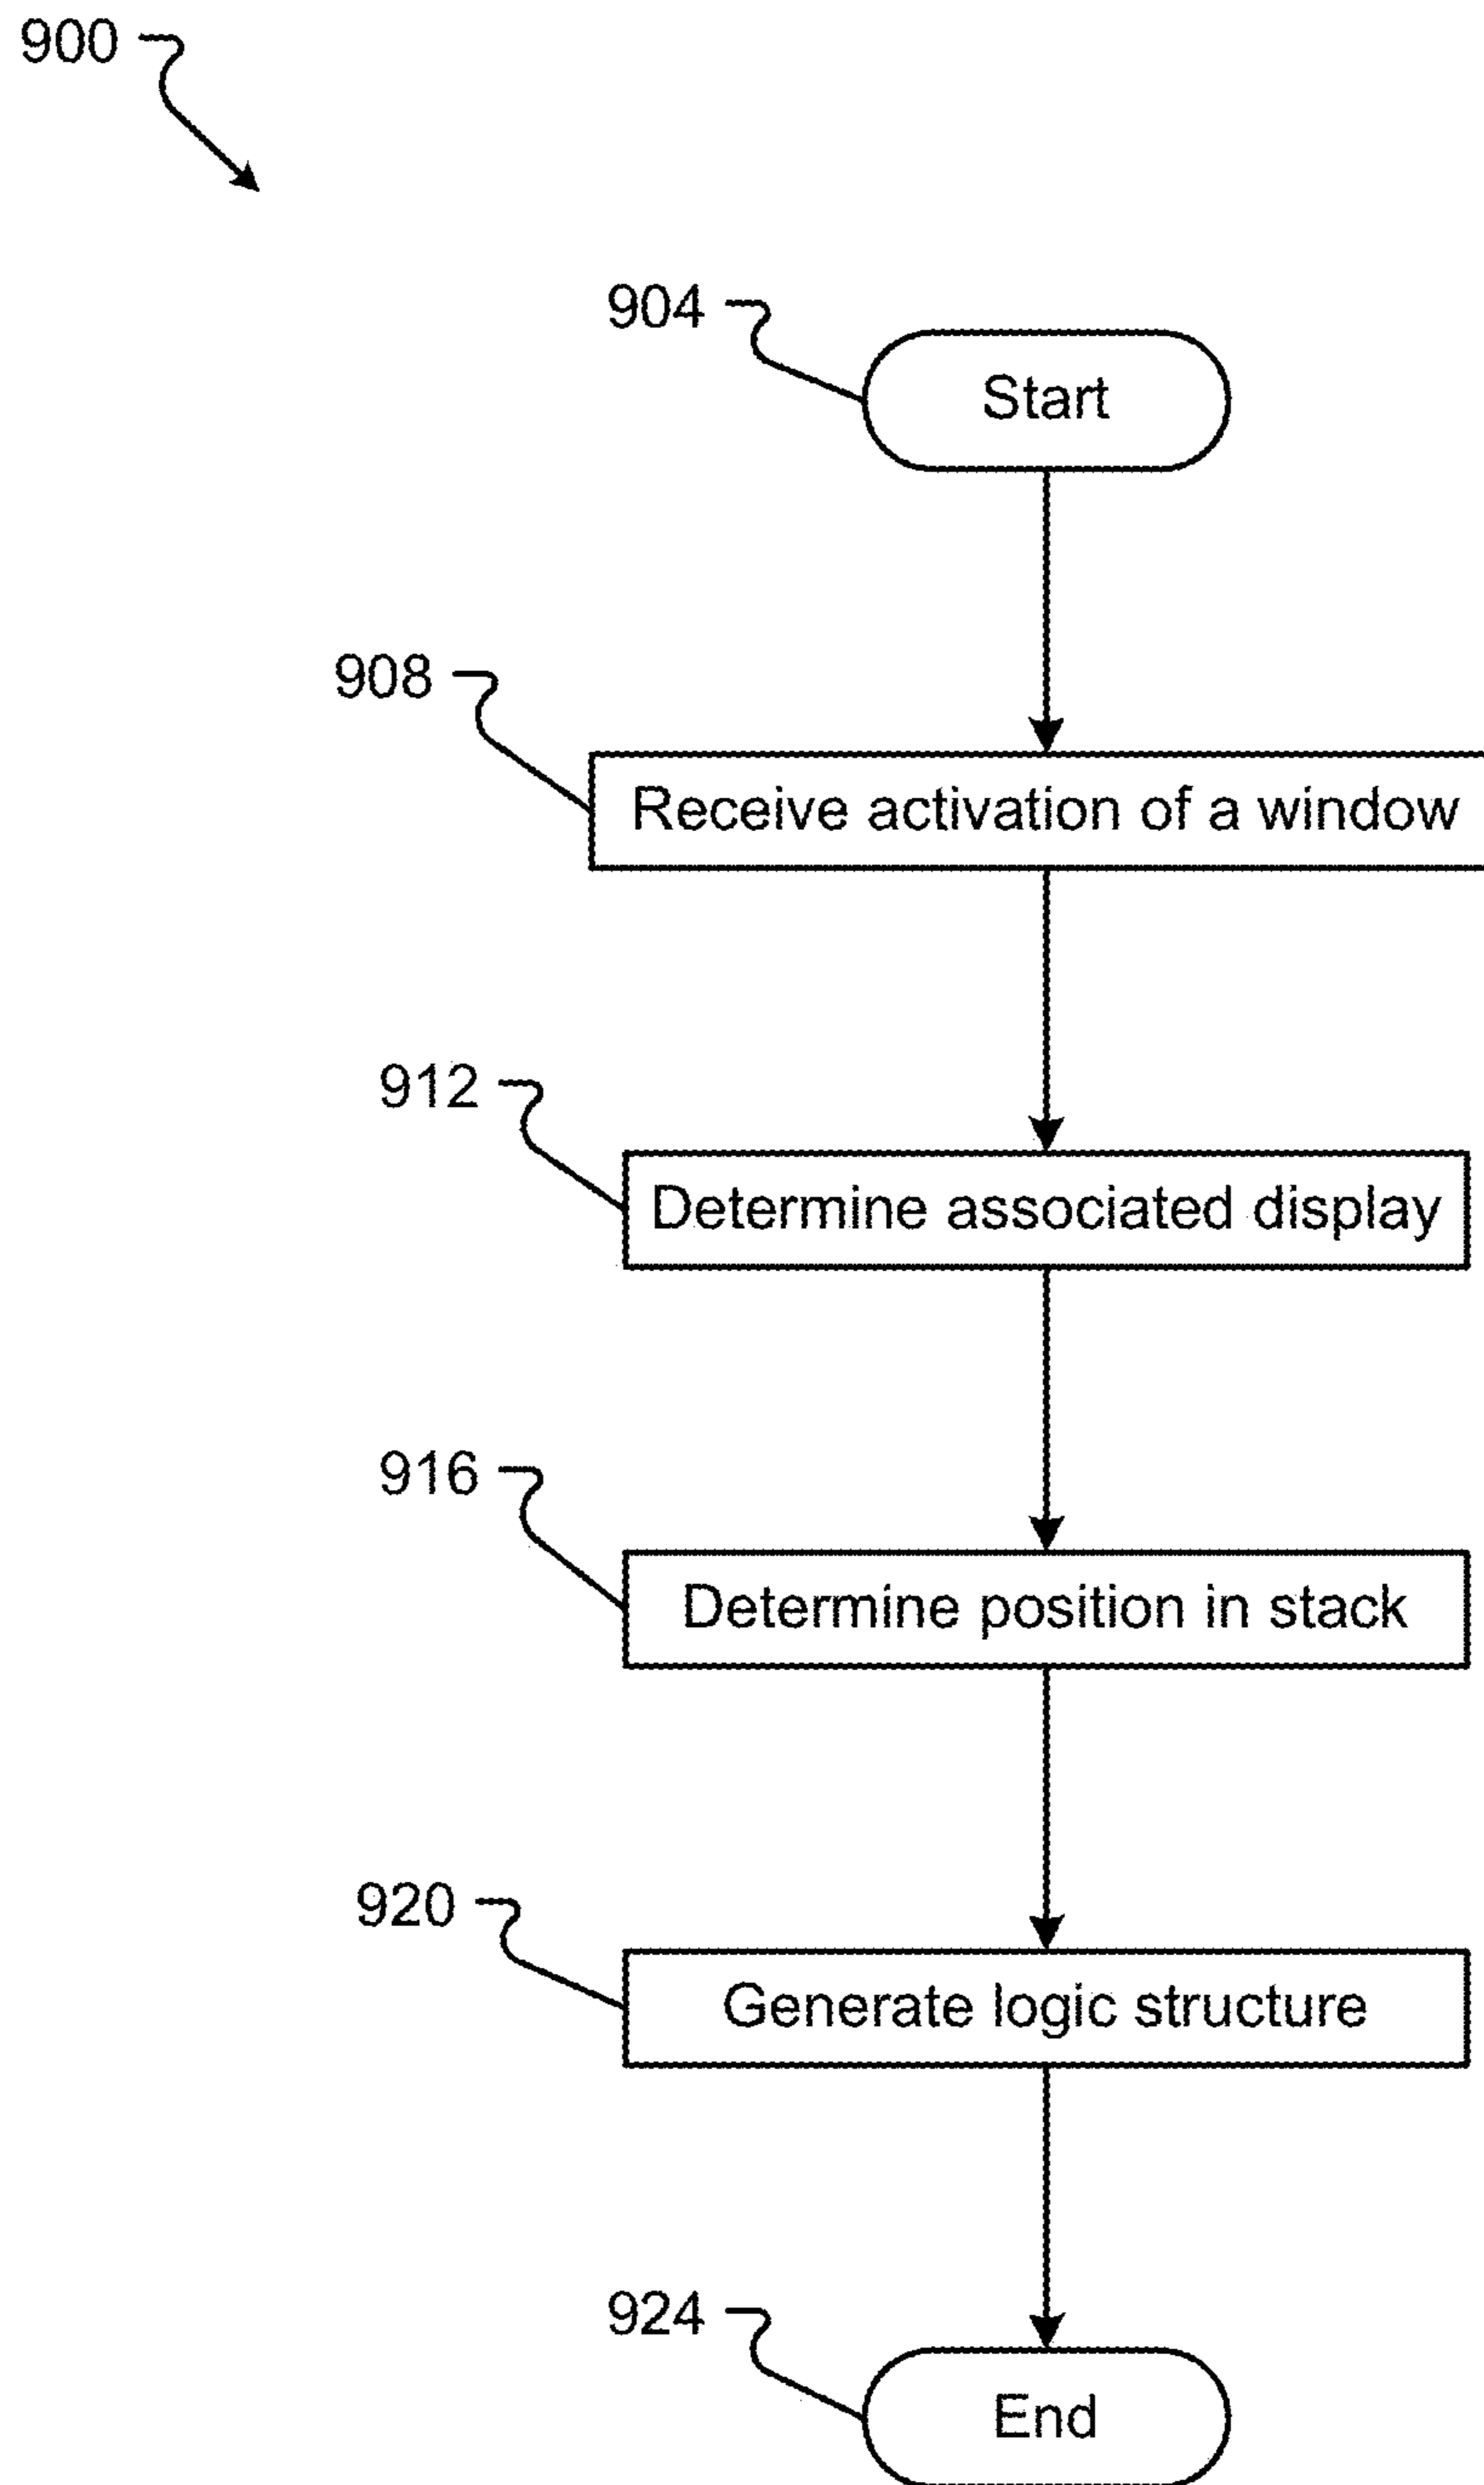 900
904
Start
908
Receive activation of a window
912
Determine associated display
916
Determine position in stack
920
Generate logic structure
924
End